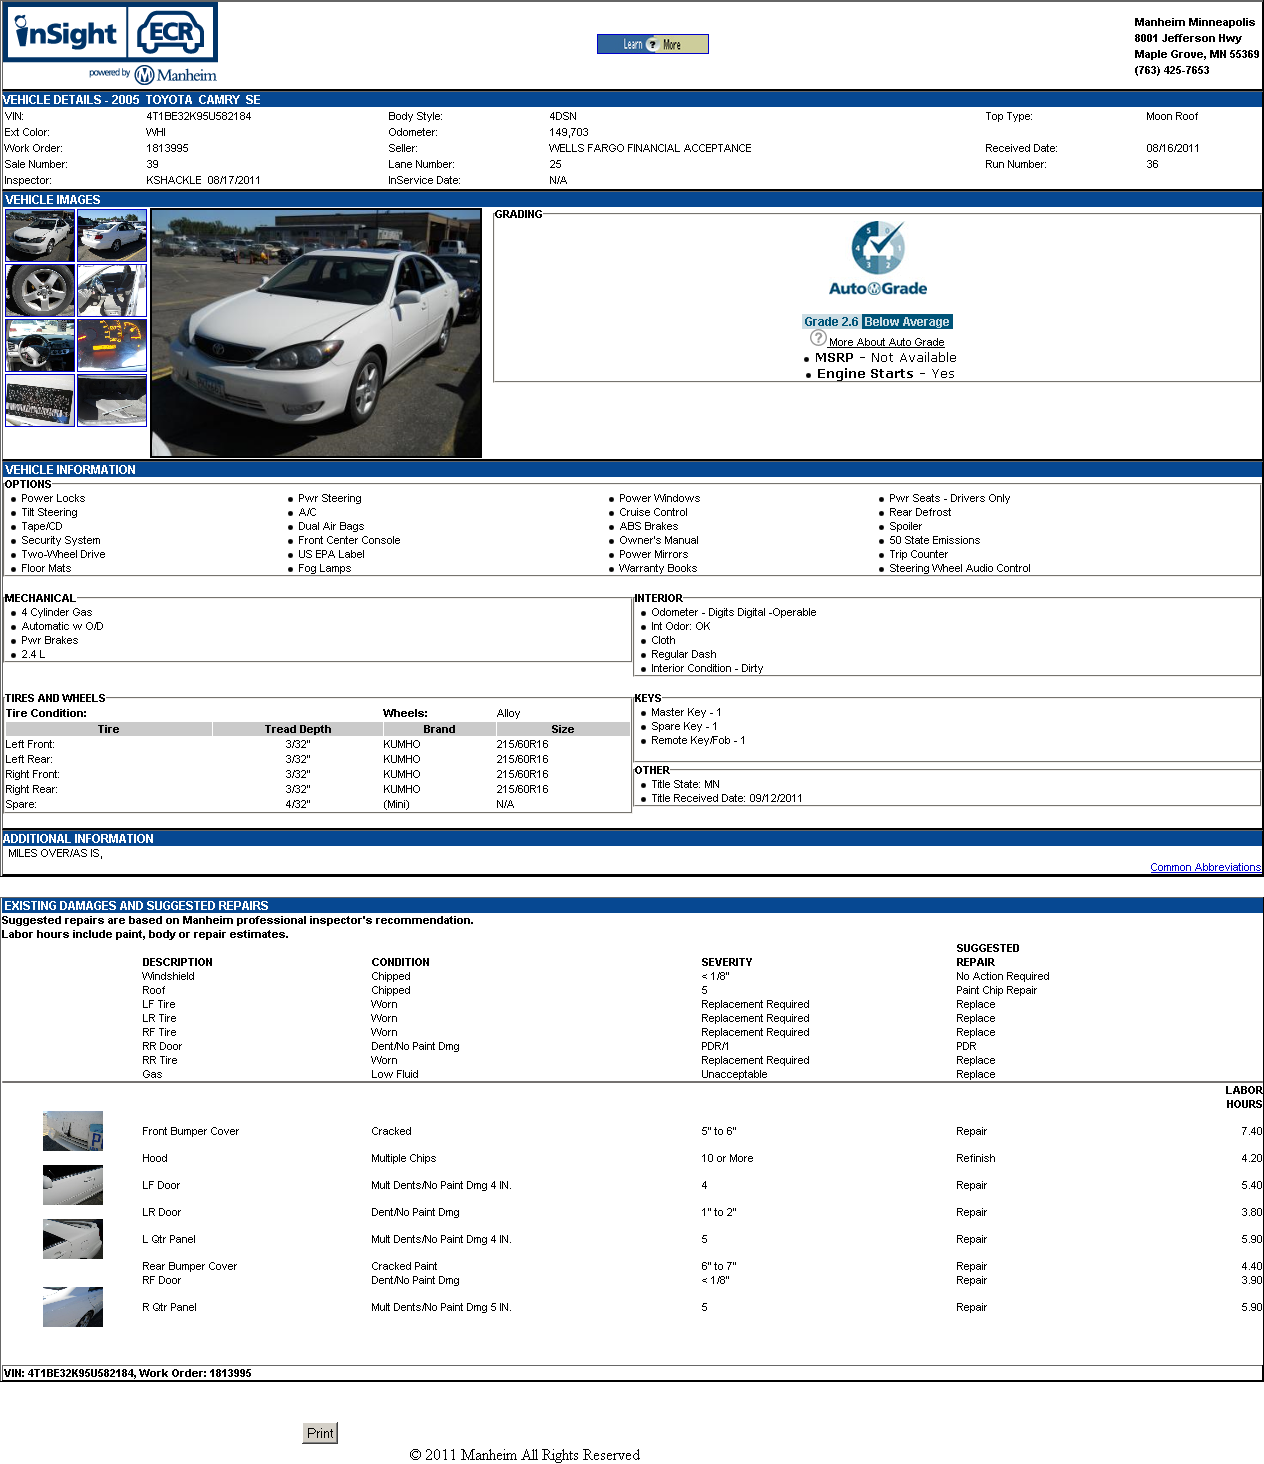 inSight ECR
powered by Manheim
Learn ? More
Manheim Minneapolis
8001 Jefferson Hwy
Maple Grove, MN 55369
(763) 425-7653
VEHICLE DETAILS - 2005 TOYOTA CAMRY SE
VIN: 4T1BE32K95U582184 Body Style: 4DSN Top Type: Moon Roof
Ext Color: WHI Odometer: 149,703
Work Order: 1813995 Seller: WELLS FARGO FINANCIAL ACCEPTANCE Received Date: 08/16/2011
Sale Number: 39 Lane Number: 25 Run Number: 36
Inspector: KSHACKLE 08/17/2011 InService Date: N/A
VEHICLE IMAGES
GRADING
5 0 4 1 3 2
AutoGrade
Grade 2.6 Below Average
? More About Auto Grade
MSRP - Not Available
Engine Starts - Yes
VEHICLE INFORMATION
OPTIONS
Power Locks Pwr Steering Power Windows Pwr Seats - Drivers Only
Tilt Steering A/C Cruise Control Rear Defrost
Tape/CD Dual Air Bags ABS Brakes Spoiler
Security System Front Center Console Owner's Manual 50 State Emissions
Two-Wheel Drive US EPA Label Power Mirrors Trip Counter
Floor Mats Fog Lamps Warranty Books Steering Wheel Audio Control
MECHANICAL
4 Cylinder Gas
Automatic w O/D
Pwr Brakes
2.4 L
INTERIOR
Odometer - Digits Digital -Operable
Int Odor: OK
Cloth
Regular Dash
Interior Condition - Dirty
TIRES AND WHEELS
Tire Condition: Wheels: Alloy
Tire Tread Depth Brand Size
Left Front: 3/32" KUMHO 215/60R16
Left Rear: 3/32" KUMHO 215/60R16
Right Front: 3/32" KUMHO 215/60R16
Right Rear: 3/32" KUMHO 215/60R16
Spare: 4/32" (Mini) N/A
KEYS
Master Key - 1
Spare Key - 1
Remote Key/Fob - 1
OTHER
Title State: MN
Title Received Date: 09/12/2011
ADDITIONAL INFORMATION
MILES OVER/AS IS,
Common Abbreviations
EXISTING DAMAGES AND SUGGESTED REPAIRS
Suggested repairs are based on Manheim professional inspector's recommendation.
Labor hours include paint, body or repair estimates.
DESCRIPTION CONDITION SEVERITY SUGGESTED REPAIR
Windshield Chipped < 1/8" No Action Required
Roof Chipped 5 Paint Chip Repair
LF Tire Worn Replacement Required Replace
LR Tire Worn Replacement Required Replace
RF Tire Worn Replacement Required Replace
RR Door Dent/No Paint Dmg PDR/1 PDR
RR Tire Worn Replacement Required Replace
Gas Low Fluid Unacceptable Replace
LABOR HOURS
Front Bumper Cover Cracked 5" to 6" Repair 7.40
Hood Multiple Chips 10 or More Refinish 4.20
LF Door Mult Dents/No Paint Dmg 4 IN. 4 Repair 5.40
LR Door Dent/No Paint Dmg 1" to 2" Repair 3.80
L Qtr Panel Mult Dents/No Paint Dmg 4 IN. 5 Repair 5.90
Rear Bumper Cover Cracked Paint 6" to 7" Repair 4.40
RF Door Dent/No Paint Dmg < 1/8" Repair 3.90
R Qtr Panel Mult Dents/No Paint Dmg 5 IN. 5 Repair 5.90
VIN: 4T1BE32K95U582184, Work Order: 1813995
Print
© 2011 Manheim All Rights Reserved